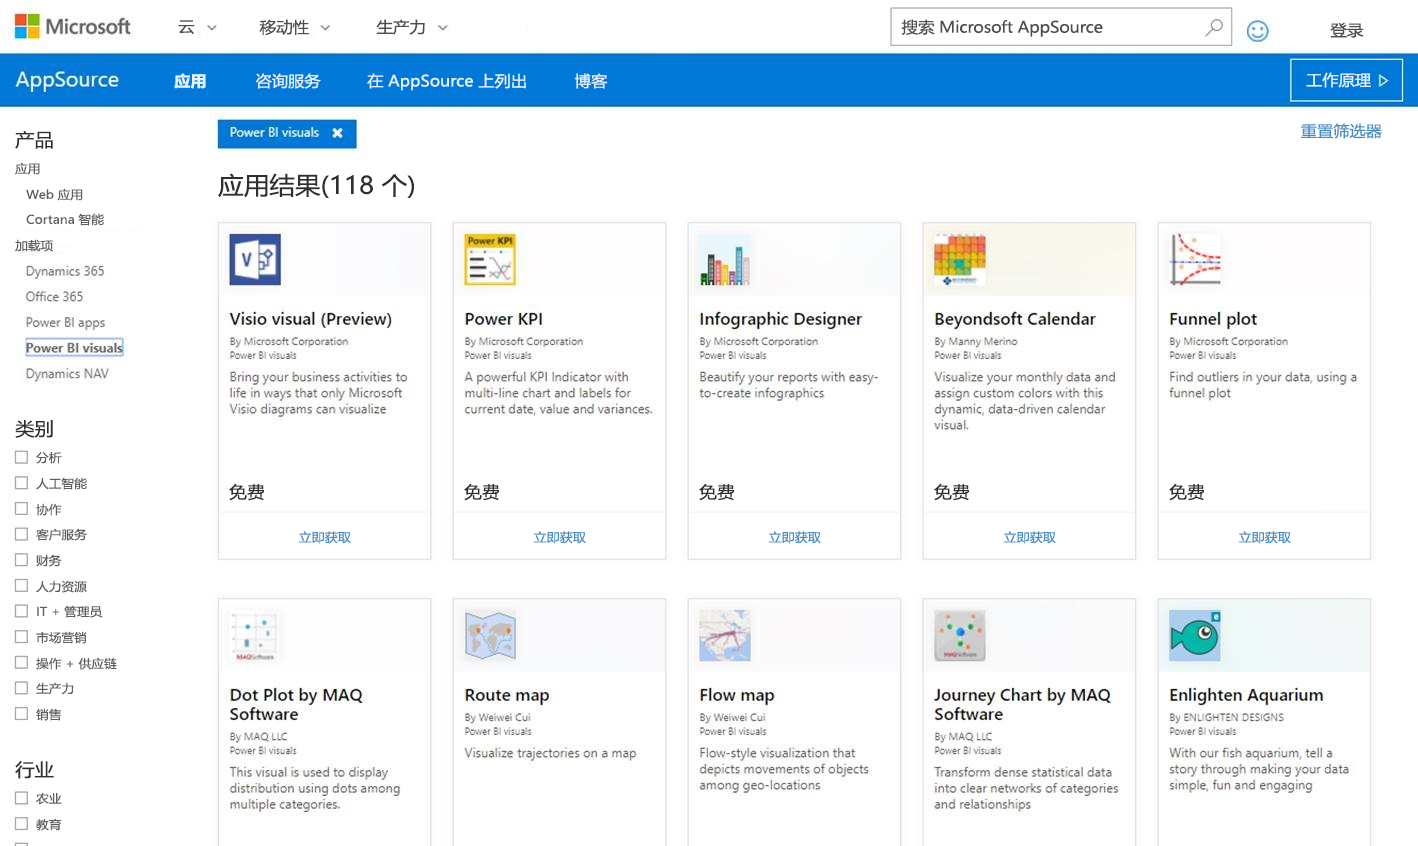 Microsoft 云 移动性 生产力 搜索 Microsoft AppSource 登录
AppSource 应用 咨询服务 在 AppSource 上列出 博客 工作原理
产品
应用
Web 应用
Cortana 智能
加载项
Dynamics 365
Office 365
Power BI apps
Power BI visuals
Dynamics NAV
类别
分析
人工智能
协作
客户服务
财务
人力资源
IT + 管理员
市场营销
操作 + 供应链
生产力
销售
行业
农业
教育
Power BI visuals
重置筛选器
应用结果(118 个)
Visio visual (Preview)
By Microsoft Corporation
Power BI visuals
Bring your business activities to
life in ways that only Microsoft
Visio diagrams can visualize
免费
立即获取
Power KPI
Power KPI
By Microsoft Corporation
Power BI visuals
A powerful KPI Indicator with
multi-line chart and labels for
current date, value and variances.
免费
立即获取
Infographic Designer
By Microsoft Corporation
Power BI visuals
Beautify your reports with easy-
to-create infographics
免费
立即获取
Beyondsoft Calendar
By Manny Merino
Power BI visuals
Visualize your monthly data and
assign custom colors with this
dynamic, data-driven calendar
visual.
免费
立即获取
Funnel plot
By Microsoft Corporation
Power BI visuals
Find outliers in your data, using a
funnel plot
免费
立即获取
MAQSoftware
Dot Plot by MAQ
Software
By MAQ LLC
Power BI visuals
This visual is used to display
distribution using dots among
multiple categories.
Route map
By Weiwei Cui
Power BI visuals
Visualize trajectories on a map
Flow map
By Weiwei Cui
Power BI visuals
Flow-style visualization that
depicts movements of objects
among geo-locations
MAQSoftware
Journey Chart by MAQ
Software
By MAQ LLC
Power BI visuals
Transform dense statistical data
into clear networks of categories
and relationships
Enlighten Aquarium
By ENLIGHTEN DESIGNS
Power BI visuals
With our fish aquarium, tell a
story through making your data
simple, fun and engaging